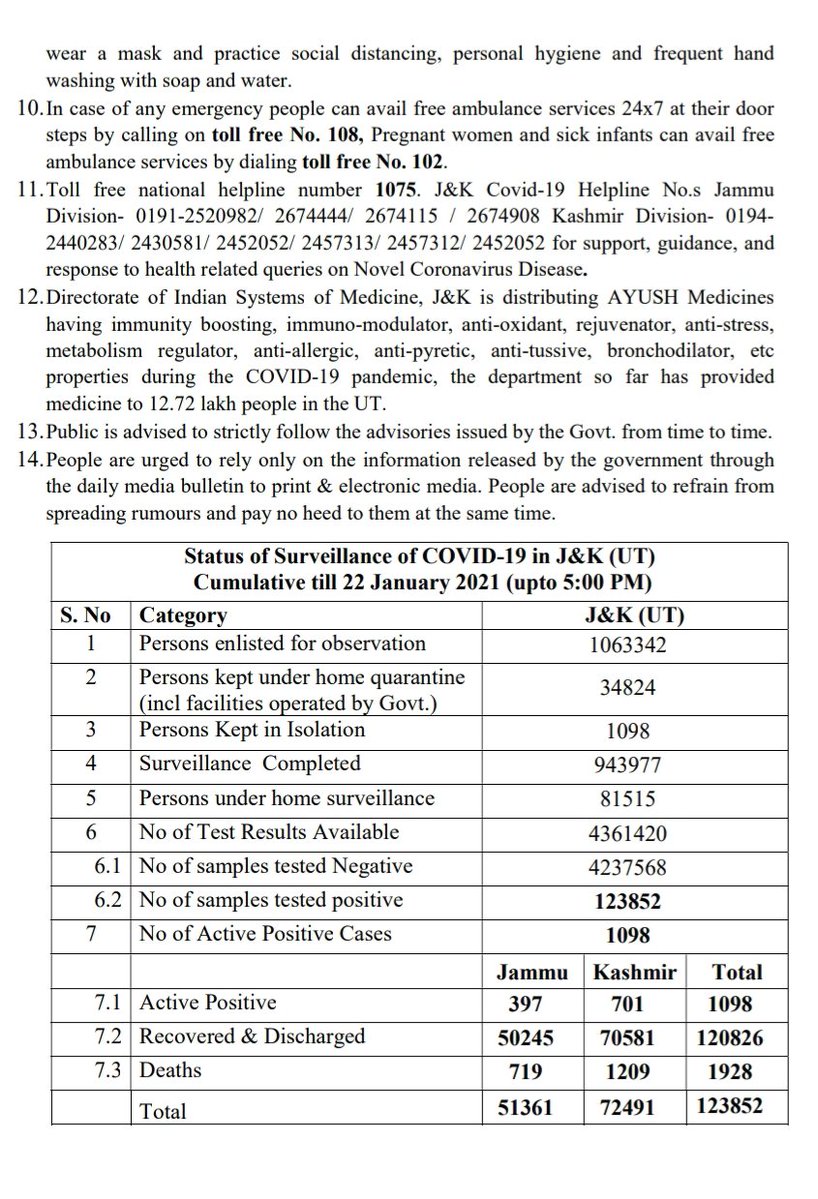 wear a mask and practice social distancing, personal hygiene and frequent hand
washing with soap and water.
10.In case of any emergency people can avail free ambulance services 24x7 at their door
steps by calling on toll free No. 108, Pregnant women and sick infants can avail free
ambulance services by dialing toll free No. 102.
11.Toll free national helpline number 1075. J&K Covid-19 Helpline No.s Jammu
Division- 0191-2520982/ 2674444/ 2674115 / 2674908 Kashmir Division- 0194-
2440283/ 2430581/ 2452052/ 2457313/ 2457312/ 2452052 for support, guidance, and
response to health related queries on Novel Coronavirus Disease.
12.Directorate of Indian Systems of Medicine, J&K is distributing AYUSH Medicines
having immunity boosting, immuno-modulator, anti-oxidant, rejuvenator, anti-stress,
metabolism regulator, anti-allergic, anti-pyretic, anti-tussive, bronchodilator, etc
properties during the COVID-19 pandemic, the department so far has provided
medicine to 12.72 lakh people in the UT.
13.Public is advised to strictly follow the advisories issued by the Govt. from time to time.
14.People are urged to rely only on the information released by the government through
the daily media bulletin to print & electronic media. People are advised to refrain from
spreading rumours and pay no heed to them at the same time.
Status of Surveillance of COVID-19 in J&K (UT)
Cumulative till 22 January 2021 (upto 5:00 PM)
S. No Category J&K (UT)
1 Persons enlisted for observation 1063342
2 Persons kept under home quarantine
(incl facilities operated by Govt.) 34824
3 Persons Kept in Isolation 1098
4 Surveillance Completed 943977
5 Persons under home surveillance 81515
6 No of Test Results Available 4361420
6.1 No of samples tested Negative 4237568
6.2 No of samples tested positive 123852
7 No of Active Positive Cases 1098
Jammu Kashmir Total
7.1 Active Positive 397 701 1098
7.2 Recovered & Discharged 50245 70581 120826
7.3 Deaths 719 1209 1928
Total 51361 72491 123852